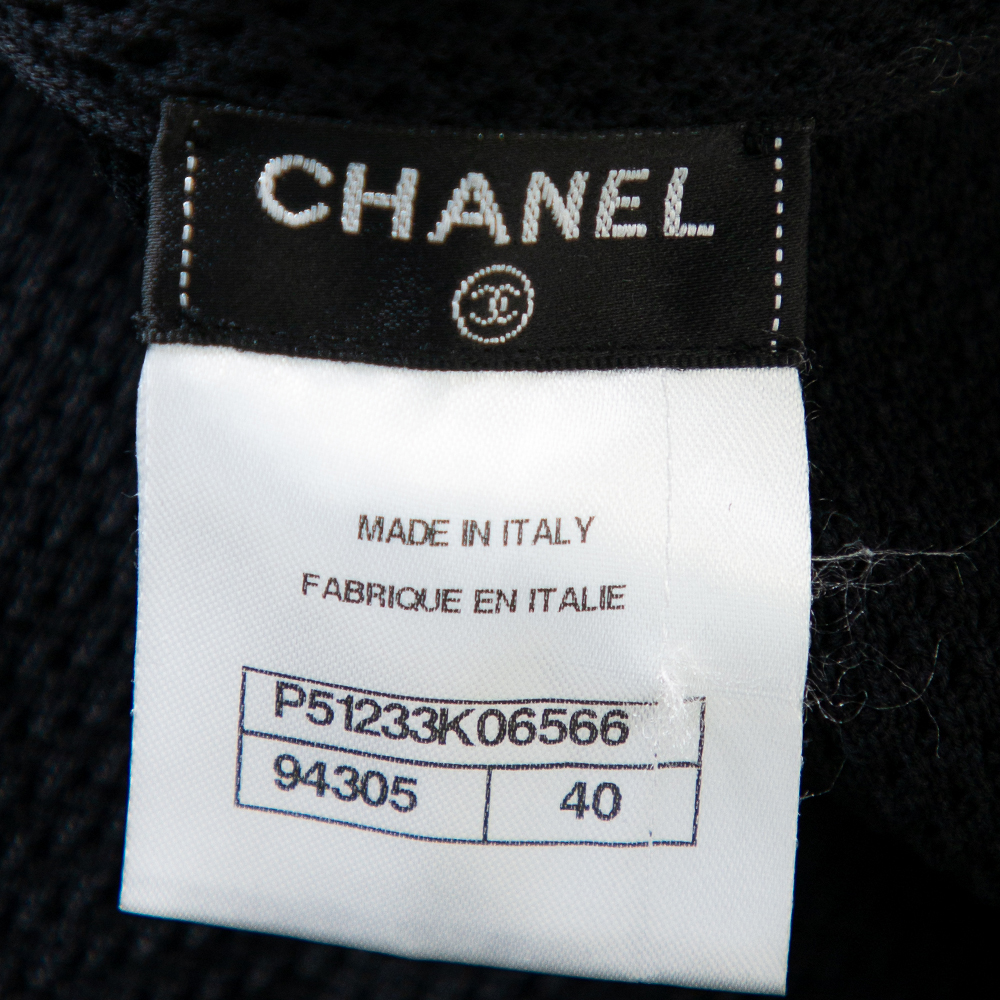 CHANEL
MADE IN ITALY
FABRIQUE EN ITALIE
P51233K06566
94305 40